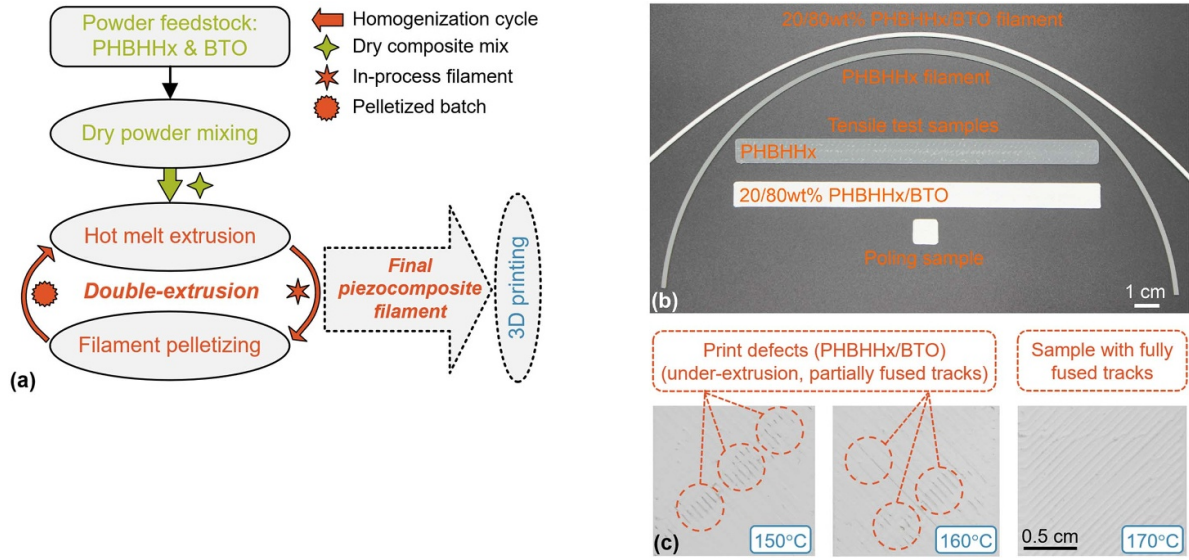 Powder feedstock:
PHBHHx & BTO
Homogenization cycle
Dry composite mix
In-process filament
Pelletized batch
Dry powder mixing
Hot melt extrusion
Double-extrusion
Filament pelletizing
Final
piezocomposite
filament
3D printing
(a)
20/80wt% PHBHHx/BTO filament
PHBHHx filament
Tensile test samples
PHBHHx
20/80wt% PHBHHx/BTO
Poling sample
1 cm
(b)
Print defects (PHBHHx/BTO)
(under-extrusion, partially fused tracks)
Sample with fully
fused tracks
150°C
160°C
170°C
0.5 cm
(c)